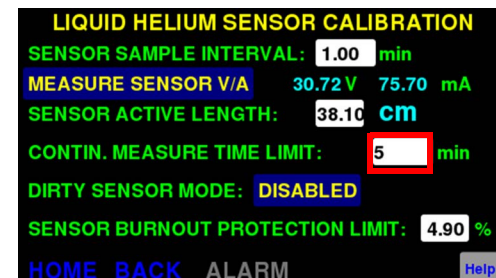 LIQUID HELIUM SENSOR CALIBRATION
SENSOR SAMPLE INTERVAL: 1.00 min
MEASURE SENSOR V/A 30.72 V 75.70 mA
SENSOR ACTIVE LENGTH: 38.10 cm
CONTIN. MEASURE TIME LIMIT: 5 min
DIRTY SENSOR MODE: DISABLED
SENSOR BURNOUT PROTECTION LIMIT: 4.90 %
HOME BACK ALARM Help